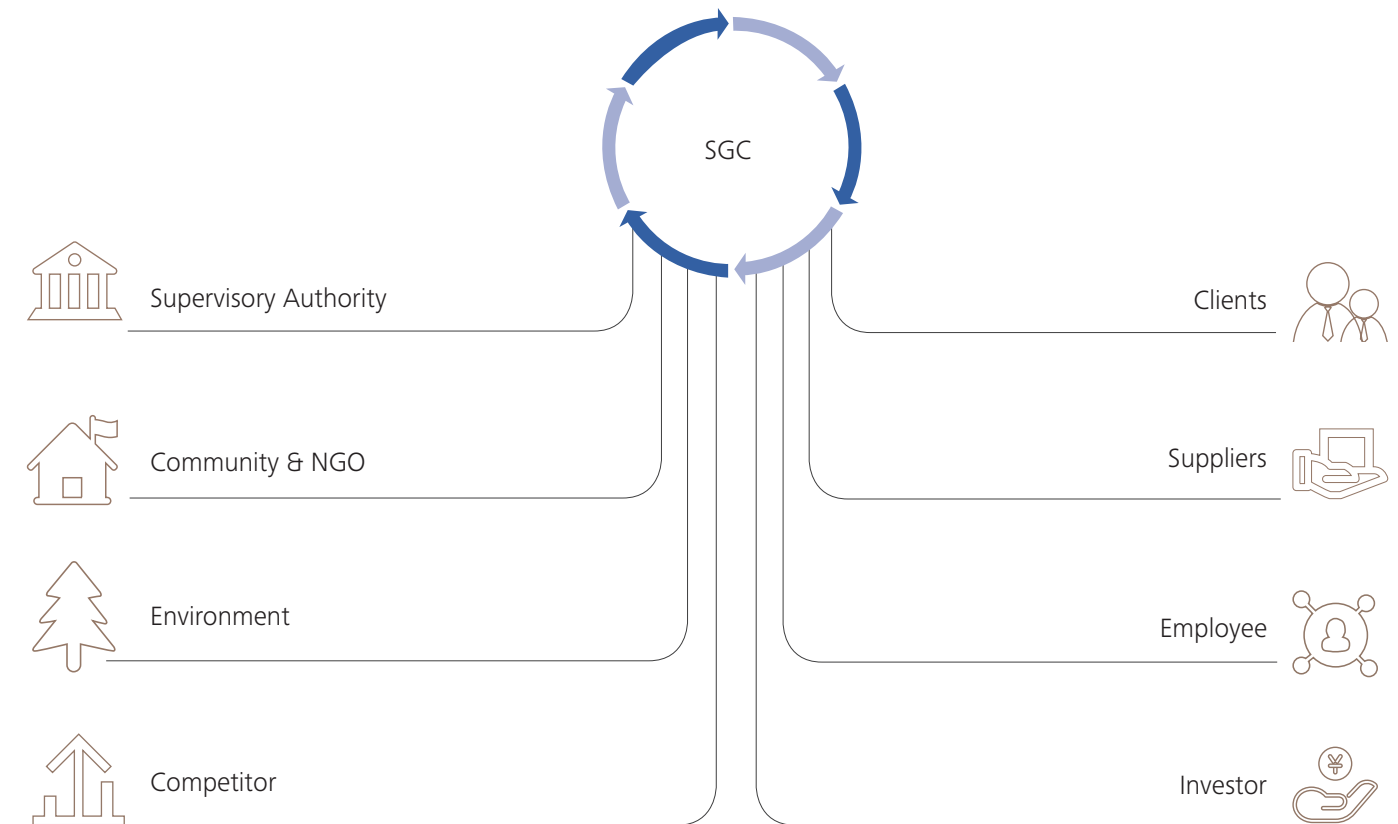 SGC
Supervisory Authority
Clients
Community & NGO
Suppliers
Environment
Employee
Competitor
Investor
¥